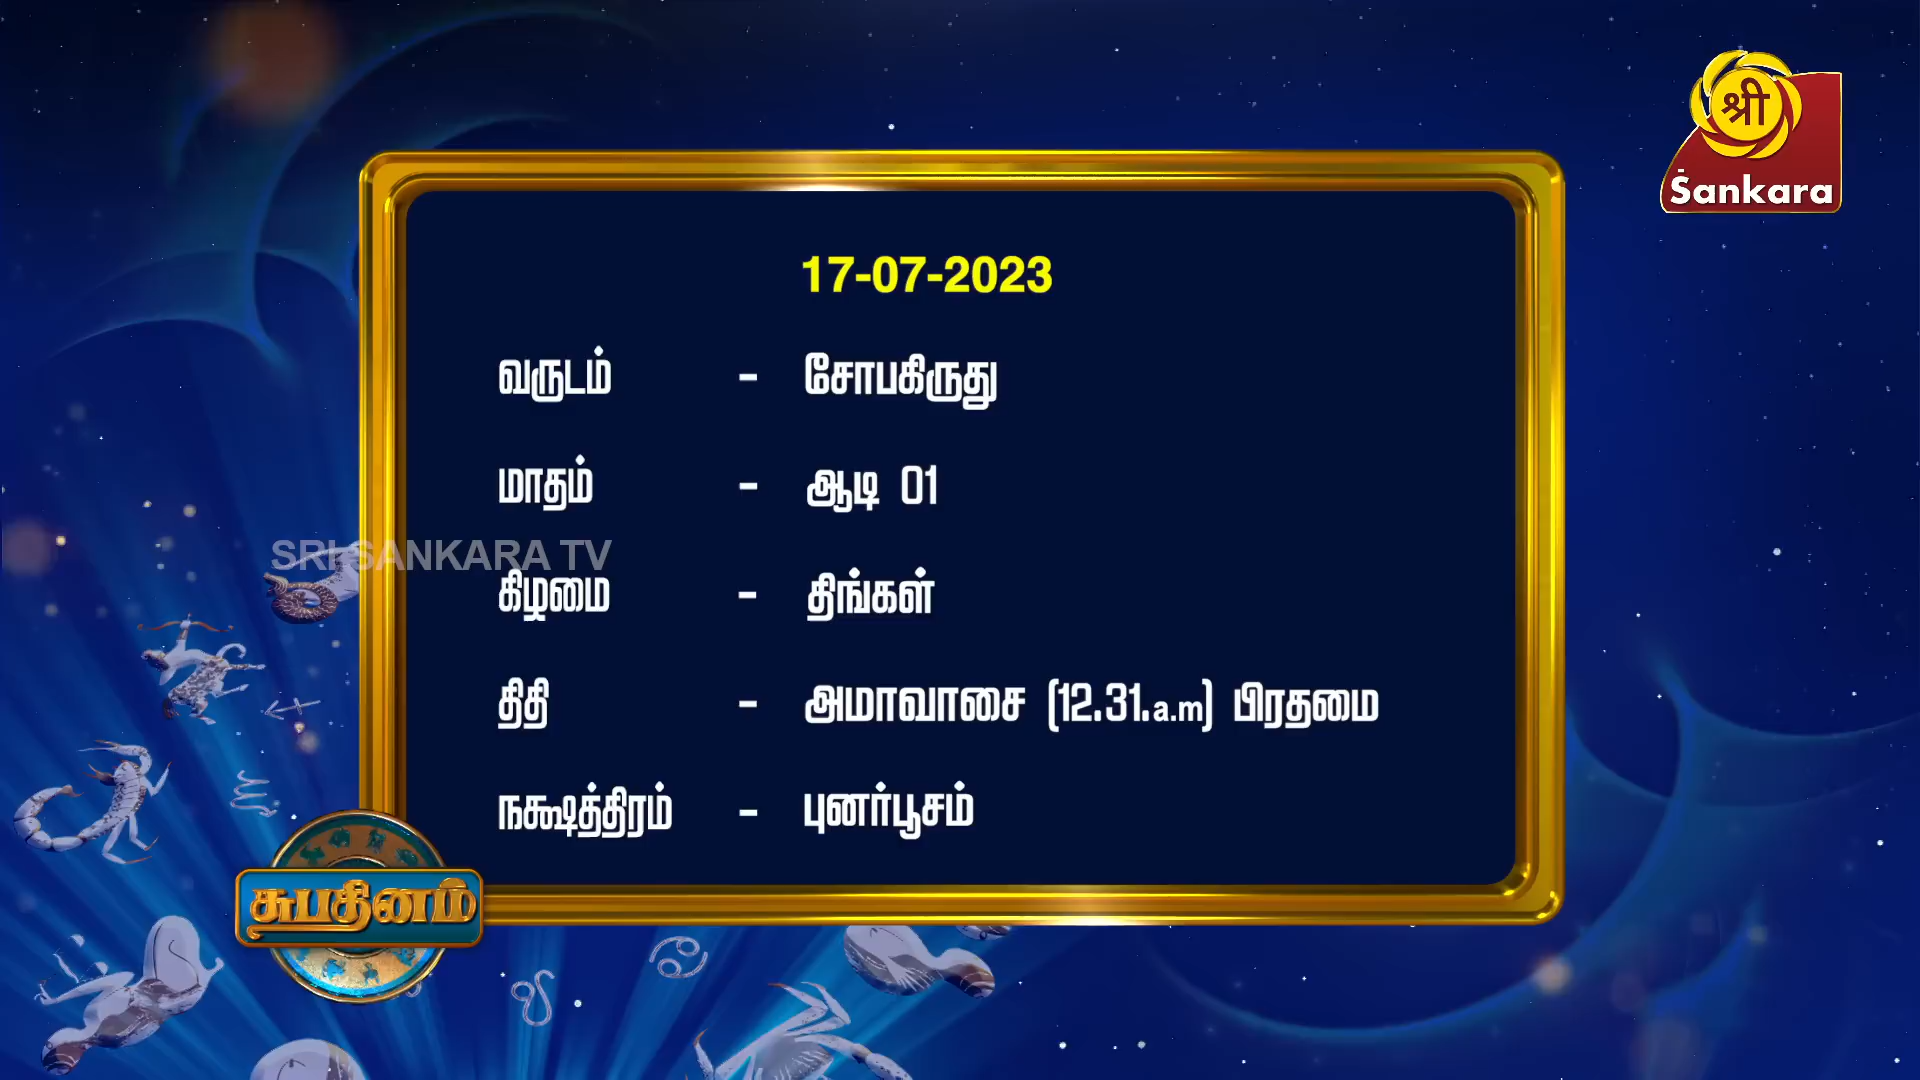 श्री
Sankara
17-07-2023
வருடம் - சோபகிருது
மாதம் - ஆடி 01
SRI SANKARA TV
கிழமை - திங்கள்
திதி - அமாவாசை (12.31.a.m) பிரதமை
நக்ஷத்திரம் - புனர்பூசம்
சுபதினம்